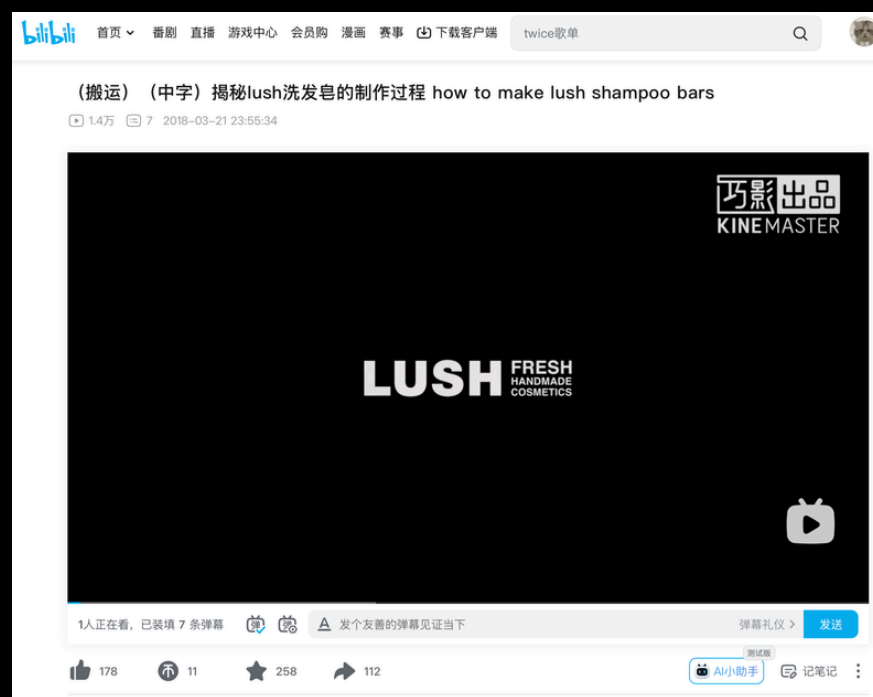 bilibili 首页 番剧 直播 游戏中心 会员购 漫画 赛事 下载客户端 twice歌单
（搬运）（中字）揭秘lush洗发皂的制作过程 how to make lush shampoo bars
1.4万 7 2018-03-21 23:55:34
巧影出品
KINEMASTER
LUSH FRESH
HANDMADE
COSMETICS
1人正在看，已装填 7 条弹幕 弹 弹 A 发个友善的弹幕见证当下 弹幕礼仪 > 发送
测试版
178 11 258 112 AI小助手 记笔记